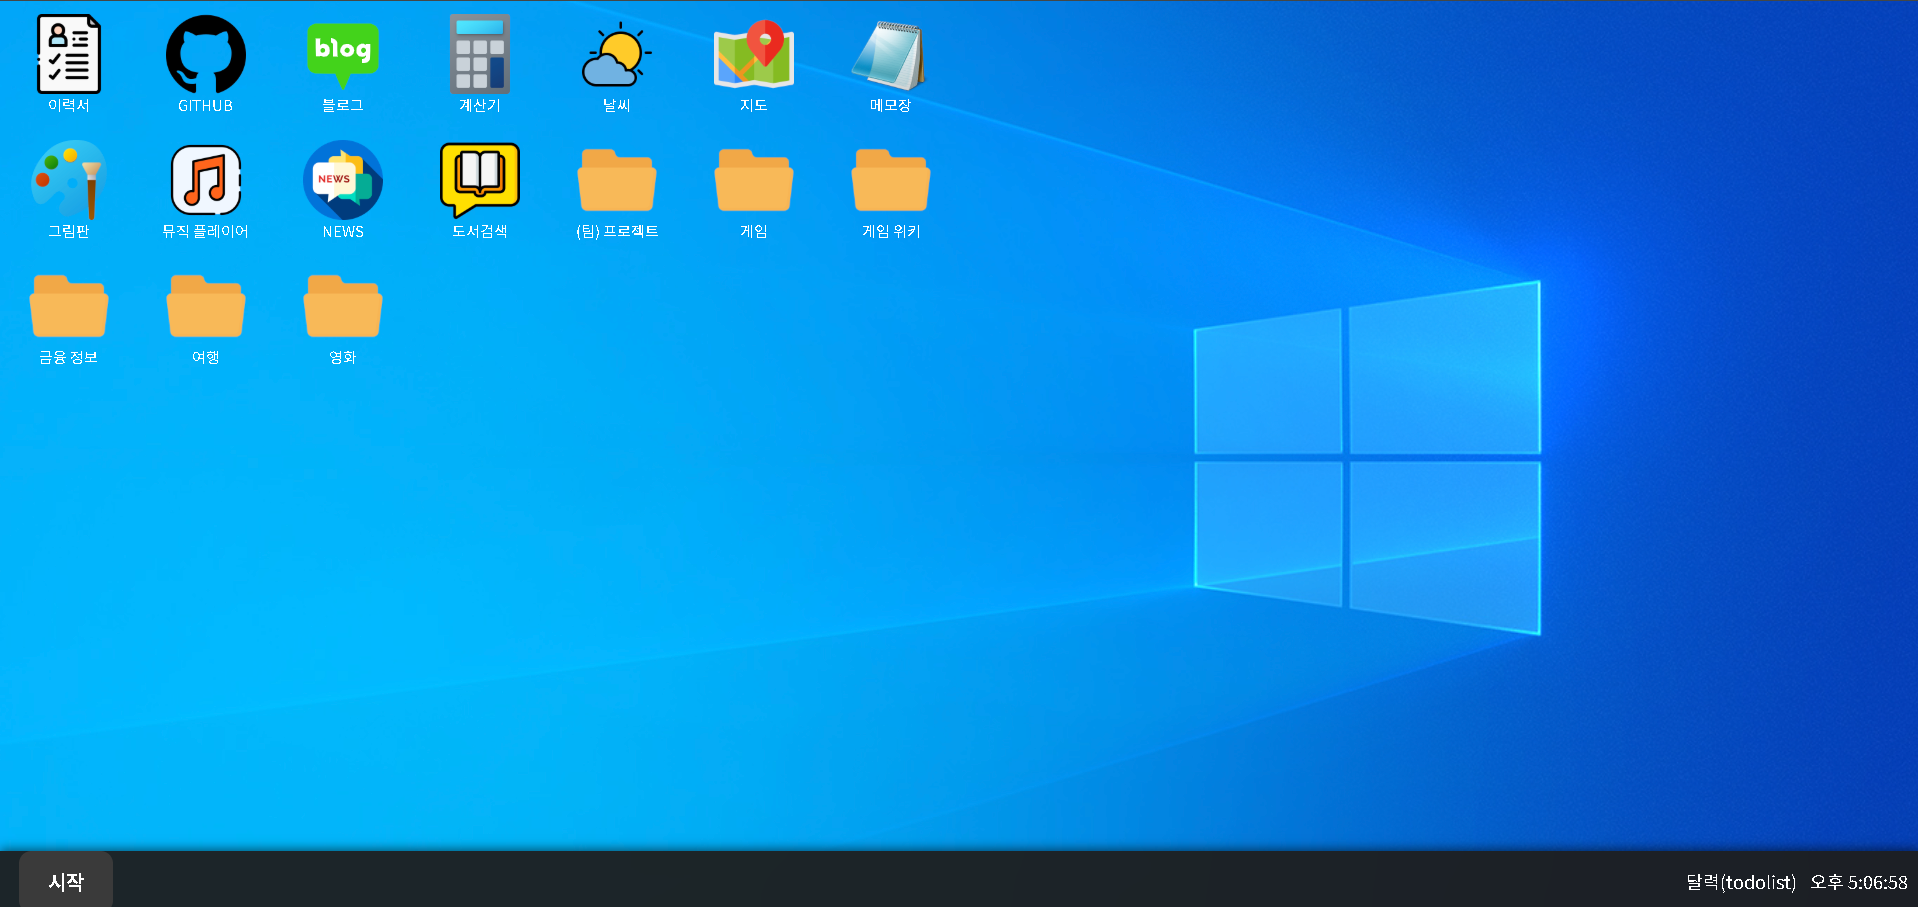 이력서
GITHUB
blog
블로그
계산기
날씨
지도
메모장
그림판
뮤직 플레이어
NEWS
NEWS
도서검색
(팀) 프로젝트
게임
게임 위키
금융 정보
여행
영화
시작
달력(todolist) 오후 5:06:58